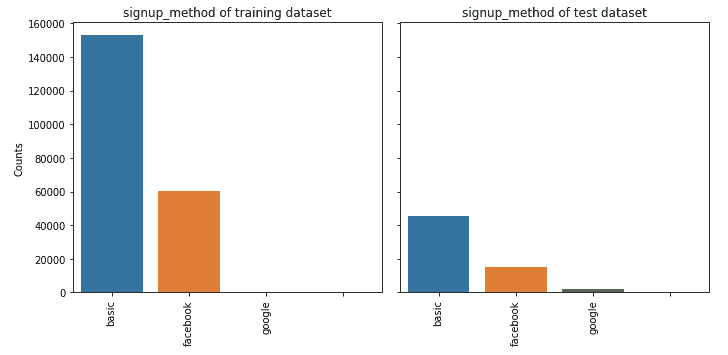 signup_method of training dataset
signup_method of test dataset
160000
140000
120000
100000
80000
60000
40000
20000
0
Counts
basic
facebook
google
basic
facebook
google